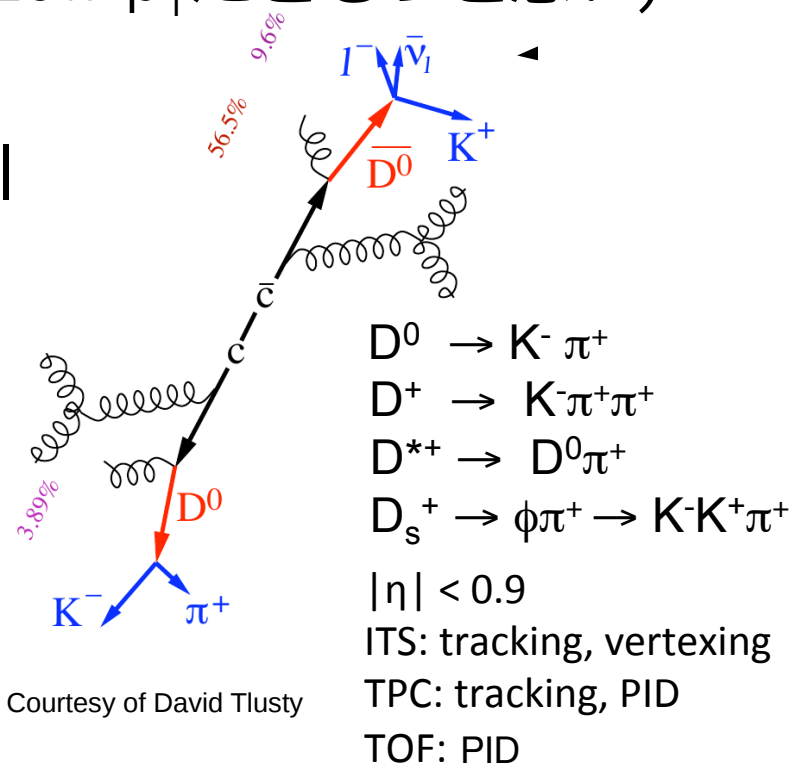 9.6%
l⁻ ν̄ₗ
56.5%
K⁺
D̄⁰
c̄
c
D⁰ → K⁻ π⁺
D⁺ → K⁻π⁺π⁺
D*⁺ → D⁰π⁺
Dₛ⁺ → ϕπ⁺ → K⁻K⁺π⁺
3.89%
D⁰
K⁻ π⁺
|η| < 0.9
ITS: tracking, vertexing
TPC: tracking, PID
TOF: PID
Courtesy of David Tlusty